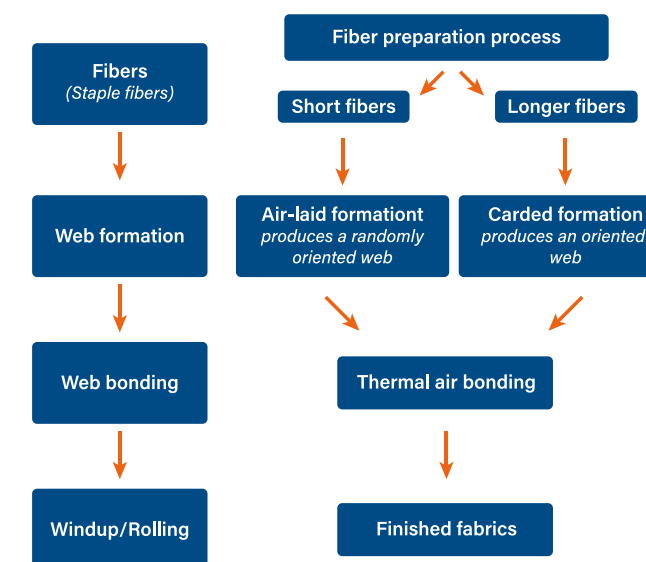 Fibers
(Staple fibers)
Web formation
Web bonding
Windup/Rolling
Fiber preparation process
Short fibers
Longer fibers
Air-laid formationt
produces a randomly
oriented web
Carded formation
produces an oriented
web
Thermal air bonding
Finished fabrics